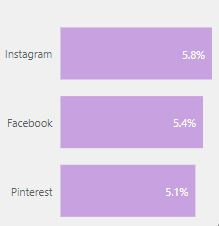 Instagram 5.8%
Facebook 5.4%
Pinterest 5.1%